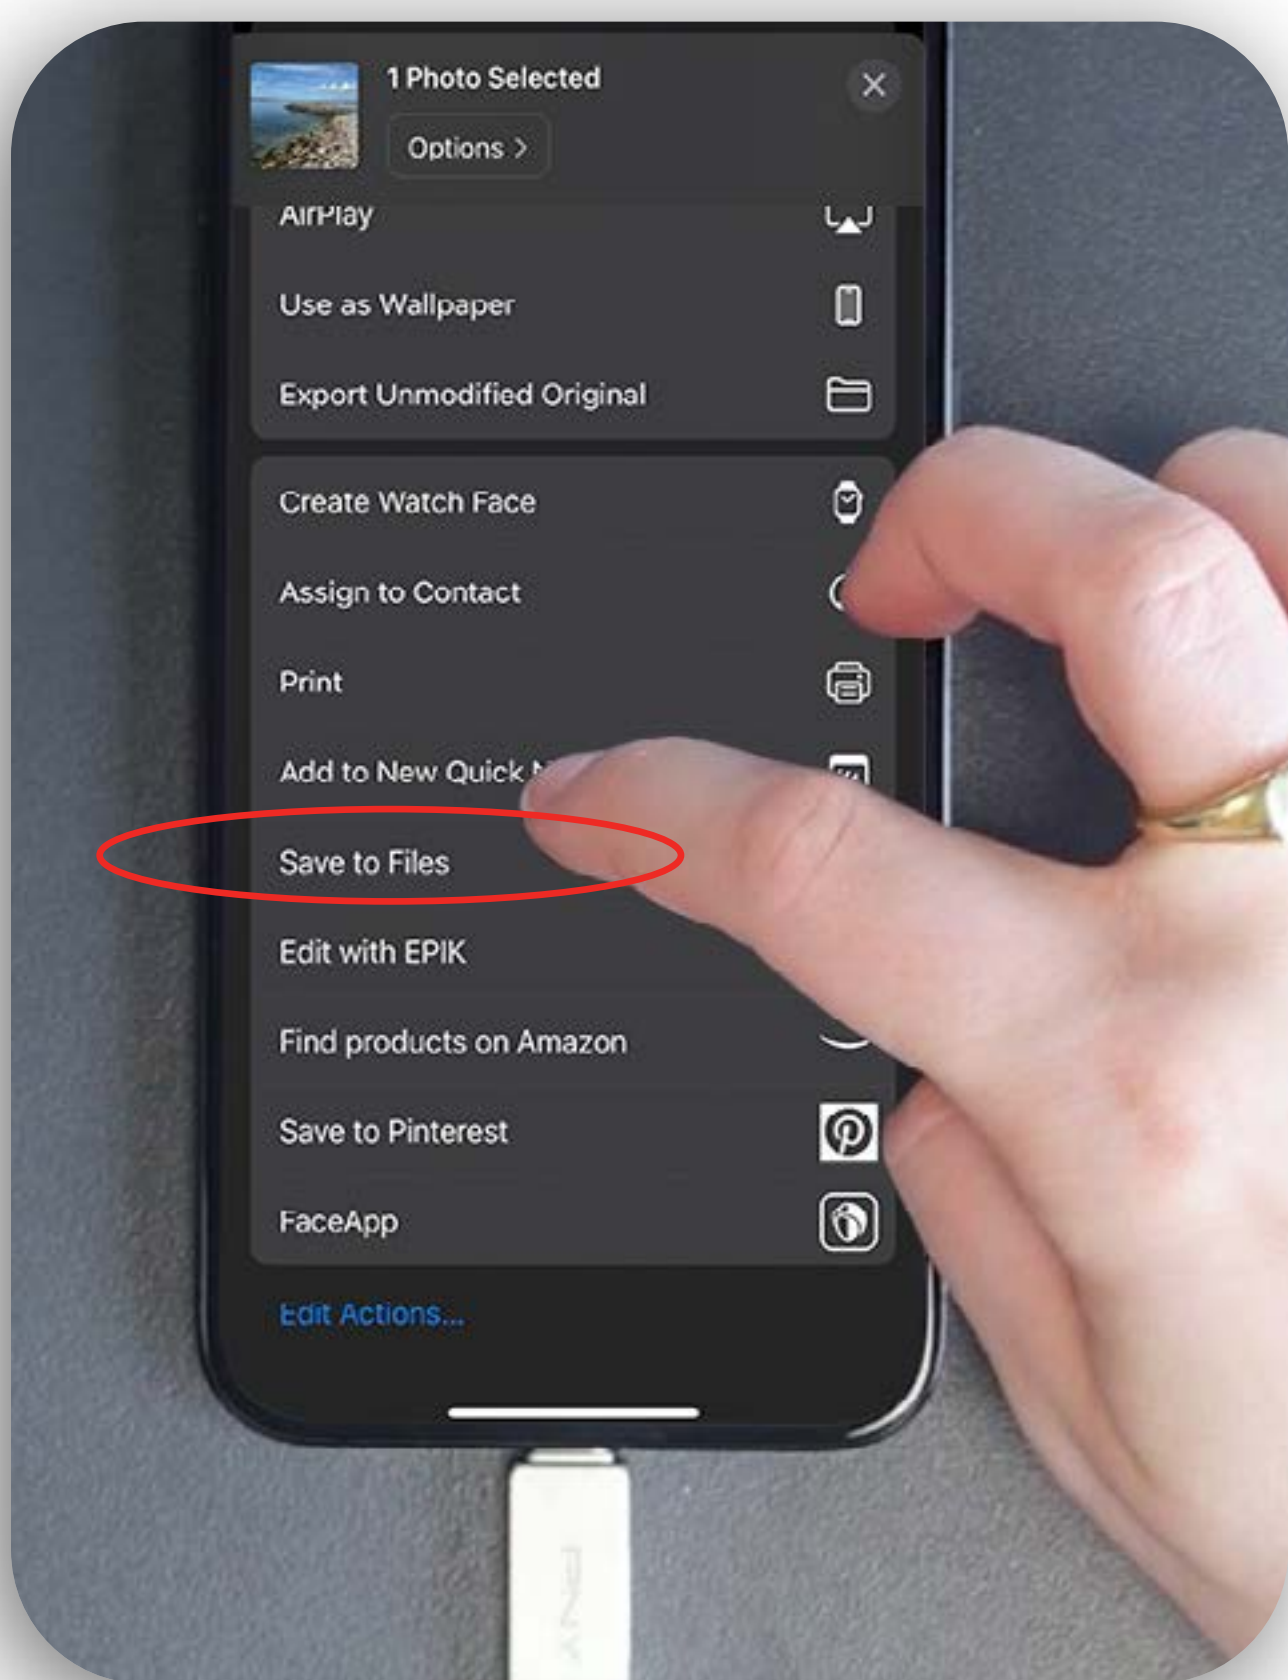 1 Photo Selected
Options >
AirPlay
Use as Wallpaper
Export Unmodified Original
Create Watch Face
Assign to Contact
Print
Add to New Quick
Save to Files
Edit with EPIK
Find products on Amazon
Save to Pinterest
FaceApp
Edit Actions...
PNY